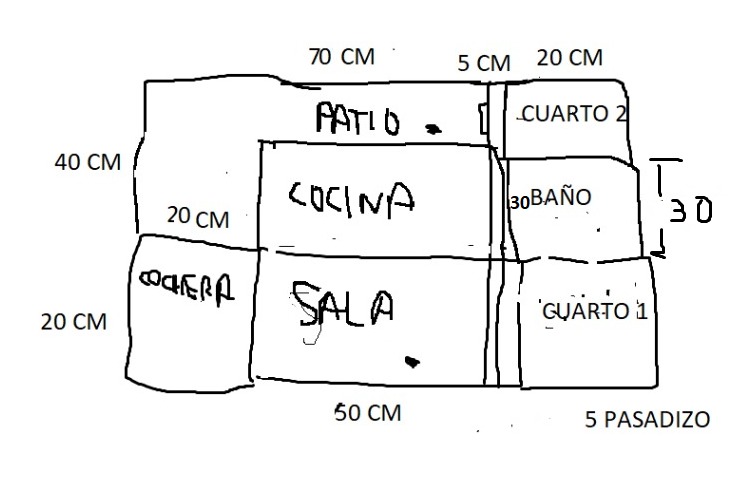 70 CM
5 CM
20 CM
PATIO
CUARTO 2
40 CM
COCINA
30
BAÑO
30
20 CM
COCHERA
SALA
CUARTO 1
20 CM
50 CM
5 PASADIZO